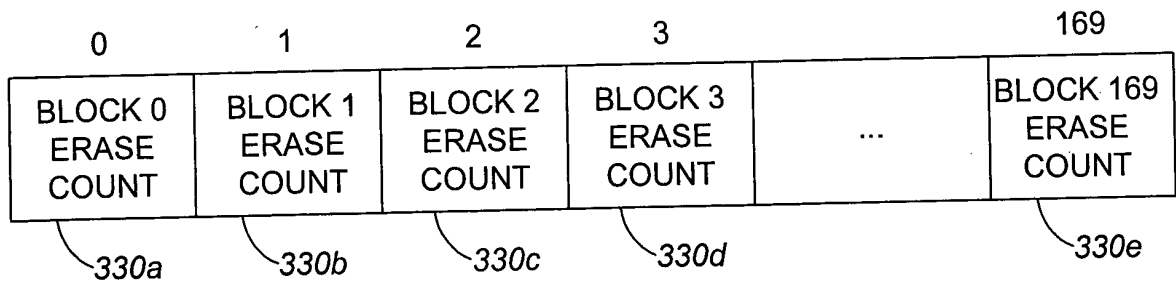 0 1 2 3 169
BLOCK 0 ERASE COUNT
BLOCK 1 ERASE COUNT
BLOCK 2 ERASE COUNT
BLOCK 3 ERASE COUNT
...
BLOCK 169 ERASE COUNT
330a 330b 330c 330d 330e